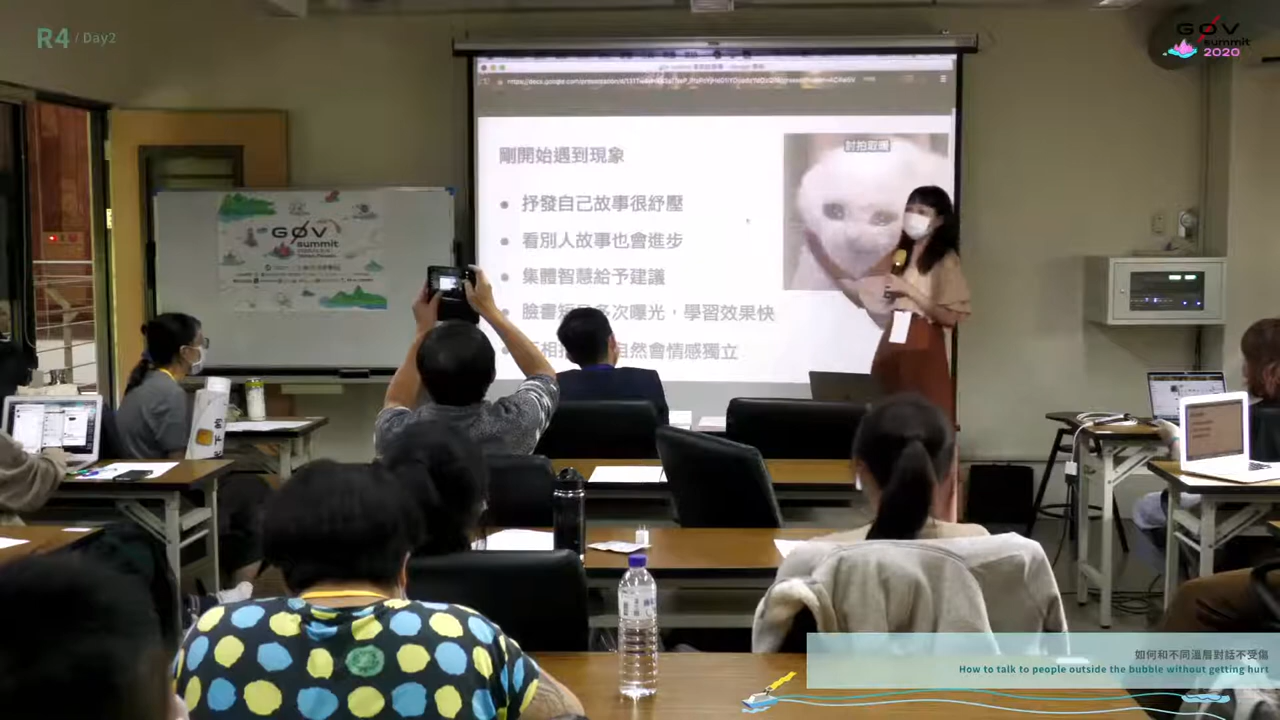 R4 / Day2
GØV
summit
2020
剛開始遇到現象
討拍取暖
• 抒發自己故事很紓壓
• 看別人故事也會進步
• 集體智慧給予建議
多次曝光,學習效果快
自然會情感獨立
GØV
summit
如何和不同溫層對話不受傷
How to talk to people outside the bubble without getting hurt